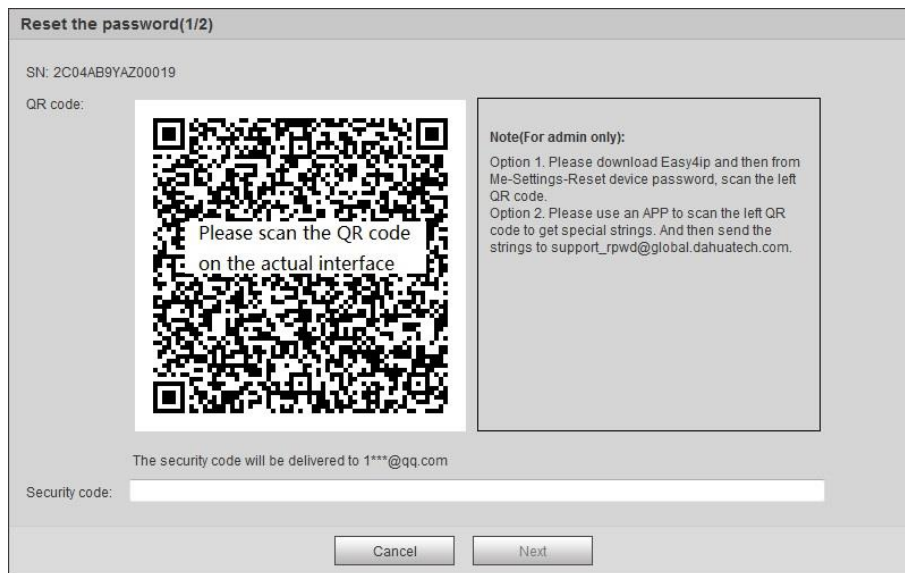 Reset the password(1/2)
SN: 2C04AB9YAZ00019
QR code:
Please scan the QR code
on the actual interface
Note(For admin only):
Option 1. Please download Easy4ip and then from
Me-Settings-Reset device password, scan the left
QR code.
Option 2. Please use an APP to scan the left QR
code to get special strings. And then send the
strings to support_rpwd@global.dahuatech.com.
The security code will be delivered to 1***@qq.com
Security code:
Cancel
Next